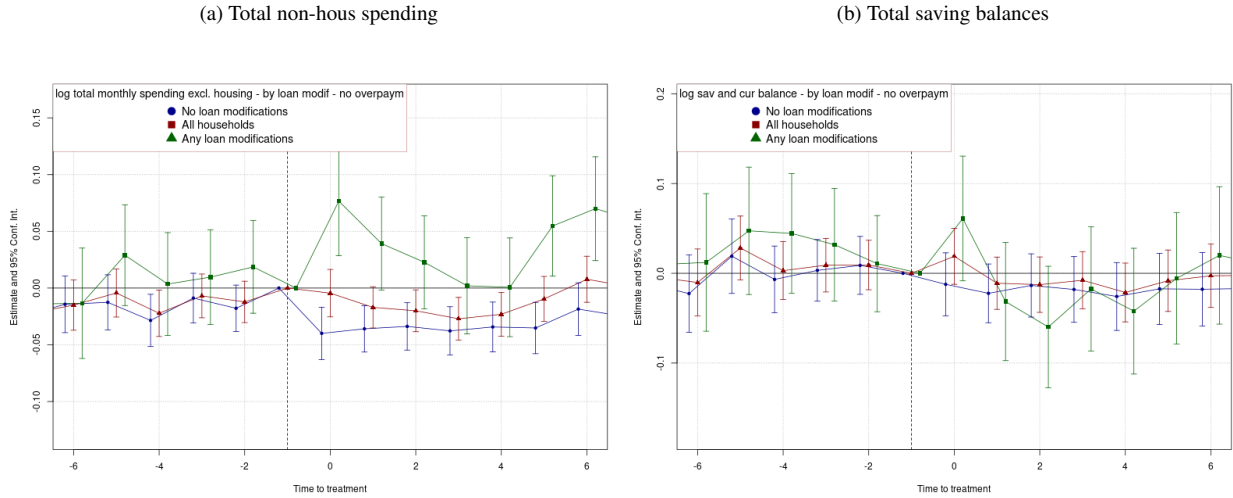 (a) Total non-hous spending
log total monthly spending excl. housing - by loan modif - no overpaym
No loan modifications
All households
Any loan modifications
Estimate and 95% Conf. Int.
0.15
0.10
0.05
0.00
-0.05
-0.10
-6 -4 -2 0 2 4 6
Time to treatment
(b) Total saving balances
log sav and cur balance - by loan modif - no overpaym
No loan modifications
All households
Any loan modifications
Estimate and 95% Conf. Int.
0.2
0.1
0.0
-0.1
-6 -4 -2 0 2 4 6
Time to treatment